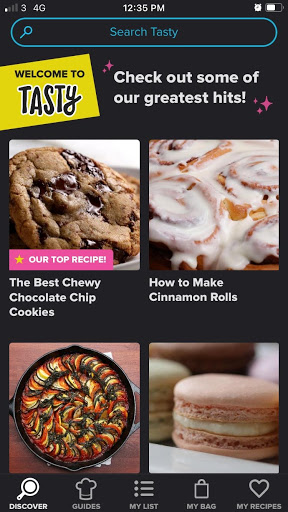 3 4G 12:35 PM
Search Tasty
WELCOME TO
TASTY
Check out some of
our greatest hits!
OUR TOP RECIPE!
The Best Chewy
Chocolate Chip
Cookies
How to Make
Cinnamon Rolls
DISCOVER GUIDES MY LIST MY BAG MY RECIPES